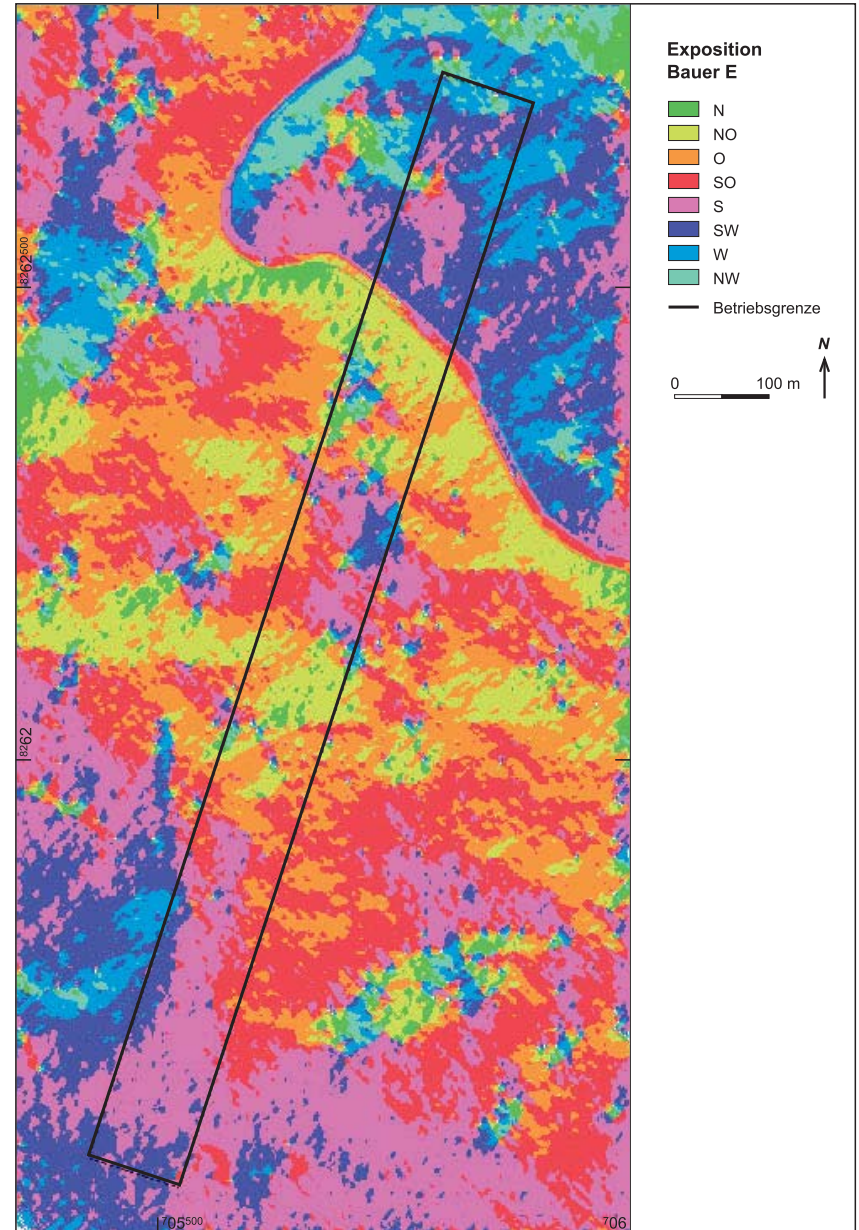 Exposition
Bauer E
N
NO
O
SO
S
SW
W
NW
Betriebsgrenze
N
0 100 m
8262500
8262
705500
706